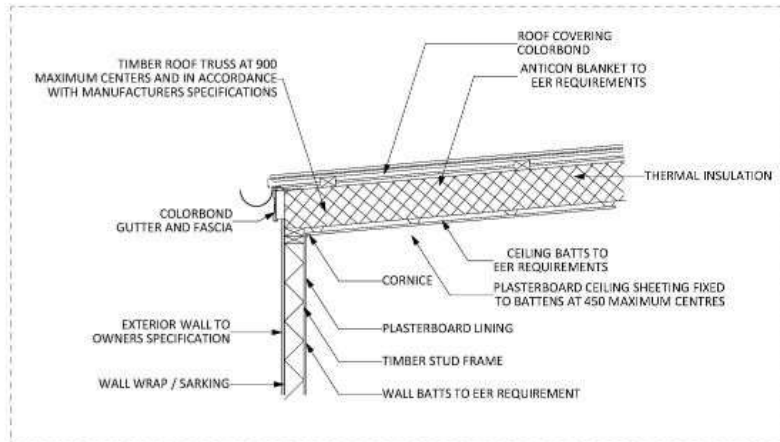 ROOF COVERING
COLORBOND
TIMBER ROOF TRUSS AT 900
MAXIMUM CENTERS AND IN ACCORDANCE
WITH MANUFACTURERS SPECIFICATIONS
ANTICON BLANKET TO
EER REQUIREMENTS
THERMAL INSULATION
COLORBOND
GUTTER AND FASCIA
CEILING BATTS TO
EER REQUIREMENTS
CORNICE
PLASTERBOARD CEILING SHEETING FIXED
TO BATTENS AT 450 MAXIMUM CENTRES
EXTERIOR WALL TO
OWNERS SPECIFICATION
PLASTERBOARD LINING
TIMBER STUD FRAME
WALL WRAP / SARKING
WALL BATTS TO EER REQUIREMENT